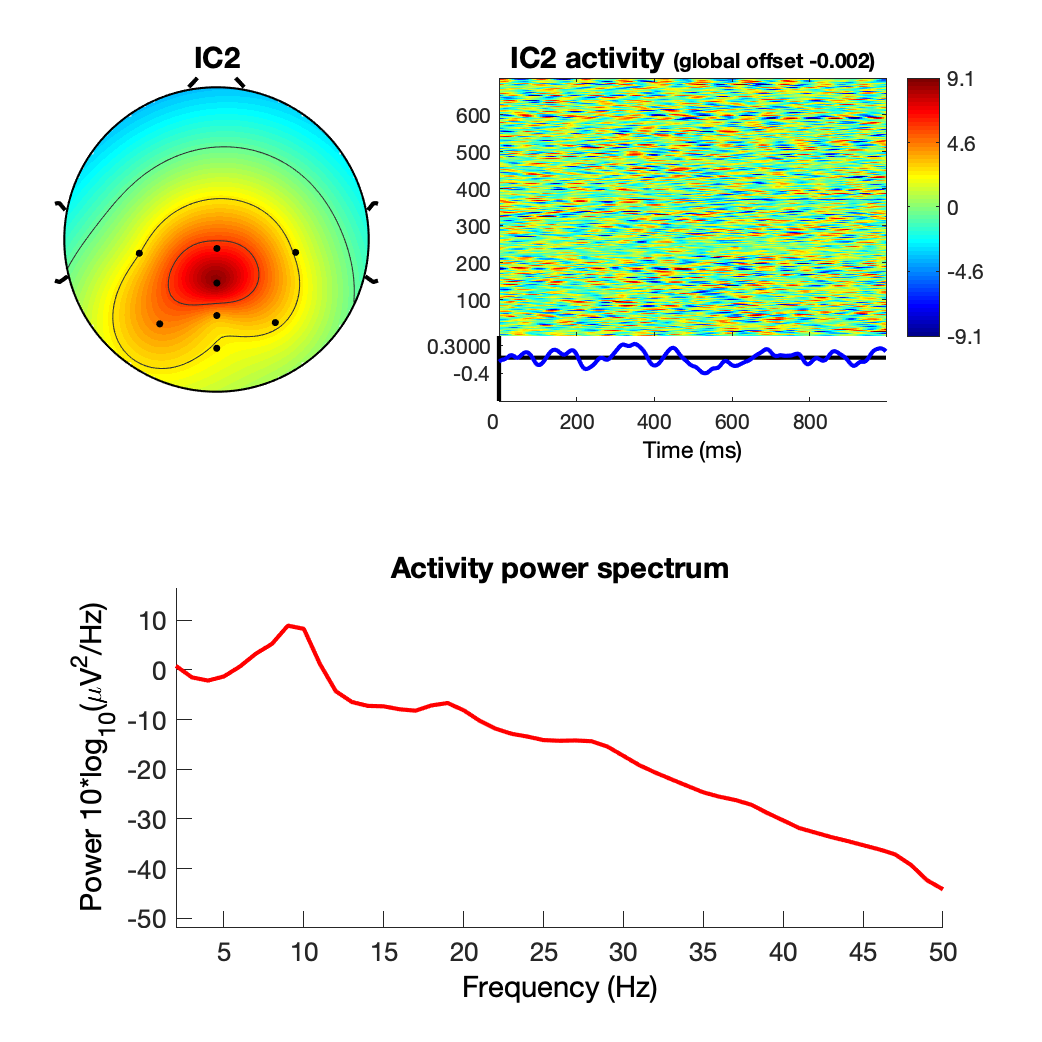 IC2
IC2 activity (global offset -0.002)
600
500
400
300
200
100
9.1
4.6
0
-4.6
-9.1
0.3000
-0.4
0 200 400 600 800
Time (ms)
Activity power spectrum
Power 10*log10(μV2/Hz)
10
0
-10
-20
-30
-40
-50
5 10 15 20 25 30 35 40 45 50
Frequency (Hz)